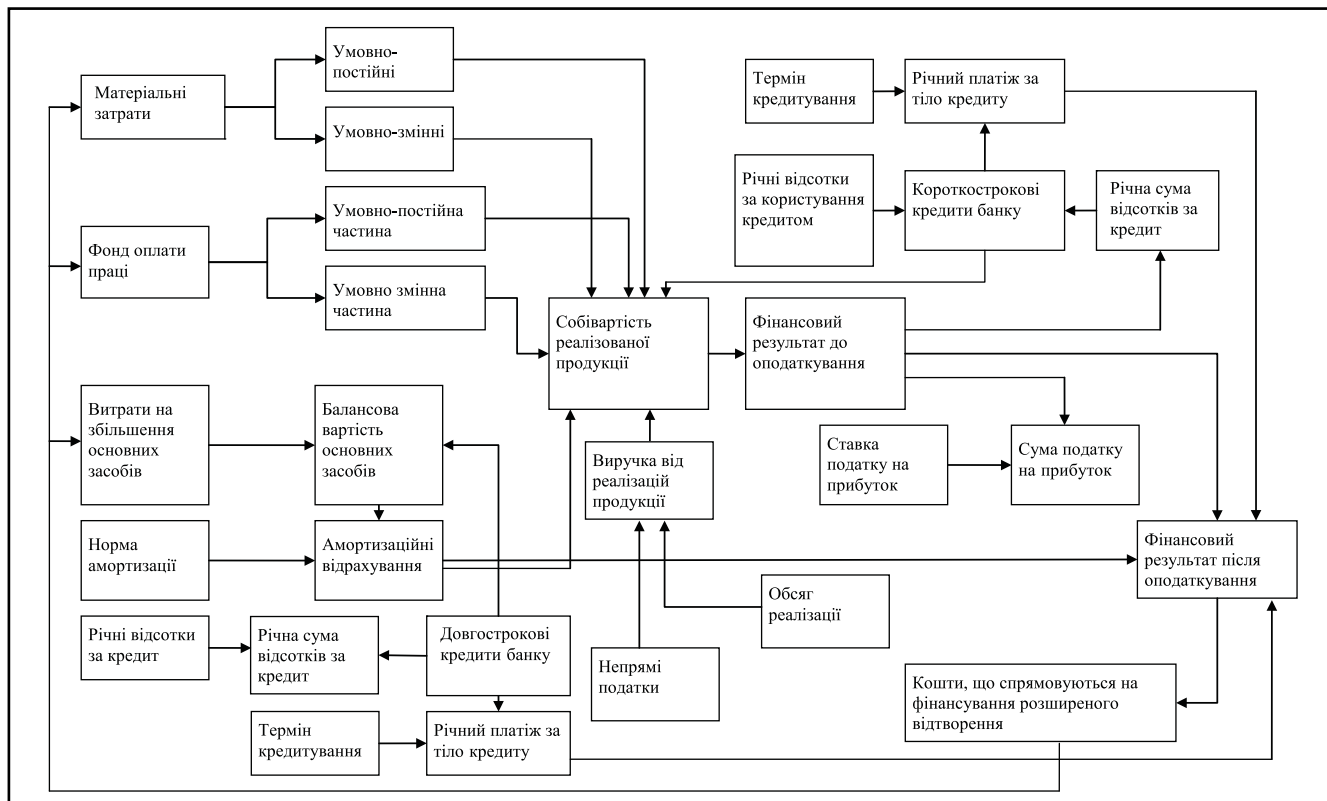 Умовно-
постійні
Матеріальні
затрати
Умовно-змінні
Термін
кредитування
Річний платіж за
тіло кредиту
Річні відсотки
за користування
кредитом
Короткострокові
кредити банку
Річна сума
відсотків за
кредит
Умовно-постійна
частина
Фонд оплати
праці
Умовно змінна
частина
Собівартість
реалізованої
продукції
Фінансовий
результат до
оподаткування
Витрати на
збільшення
основних
засобів
Балансова
вартість
основних
засобів
Виручка від
реалізацій
продукції
Ставка
податку на
прибуток
Сума податку
на прибуток
Норма
амортизації
Амортизаційні
відрахування
Фінансовий
результат після
оподаткування
Обсяг
реалізації
Річні відсотки
за кредит
Річна сума
відсотків за
кредит
Довгострокові
кредити банку
Непрямі
податки
Кошти, що спрямовуються на
фінансування розширеного
відтворення
Термін
кредитування
Річний платіж за
тіло кредиту